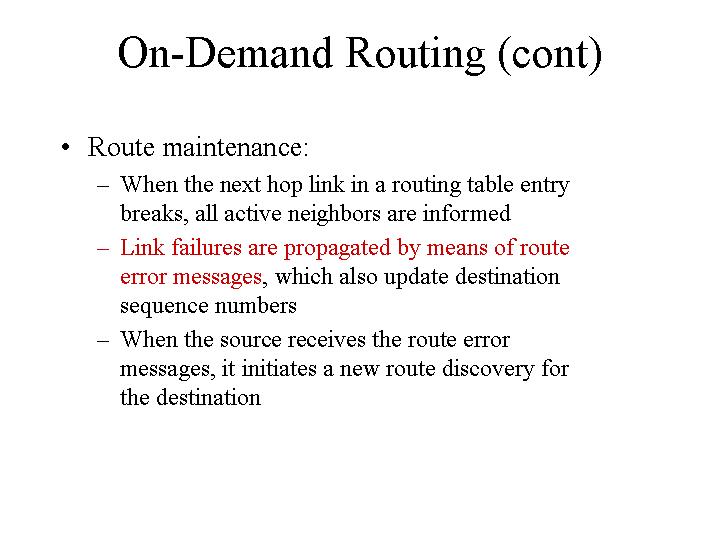 On-Demand Routing (cont)
• Route maintenance:
– When the next hop link in a routing table entry
breaks, all active neighbors are informed
– Link failures are propagated by means of route
error messages, which also update destination
sequence numbers
– When the source receives the route error
messages, it initiates a new route discovery for
the destination